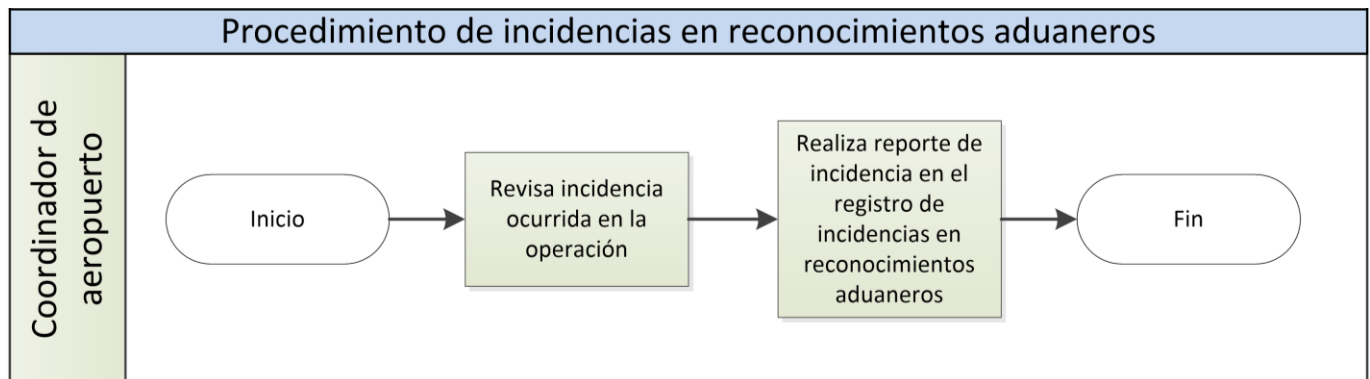 Procedimiento de incidencias en reconocimientos aduaneros
Coordinador de
aeropuerto
Inicio
Revisa incidencia
ocurrida en la
operación
Realiza reporte de
incidencia en el
registro de
incidencias en
reconocimientos
aduaneros
Fin